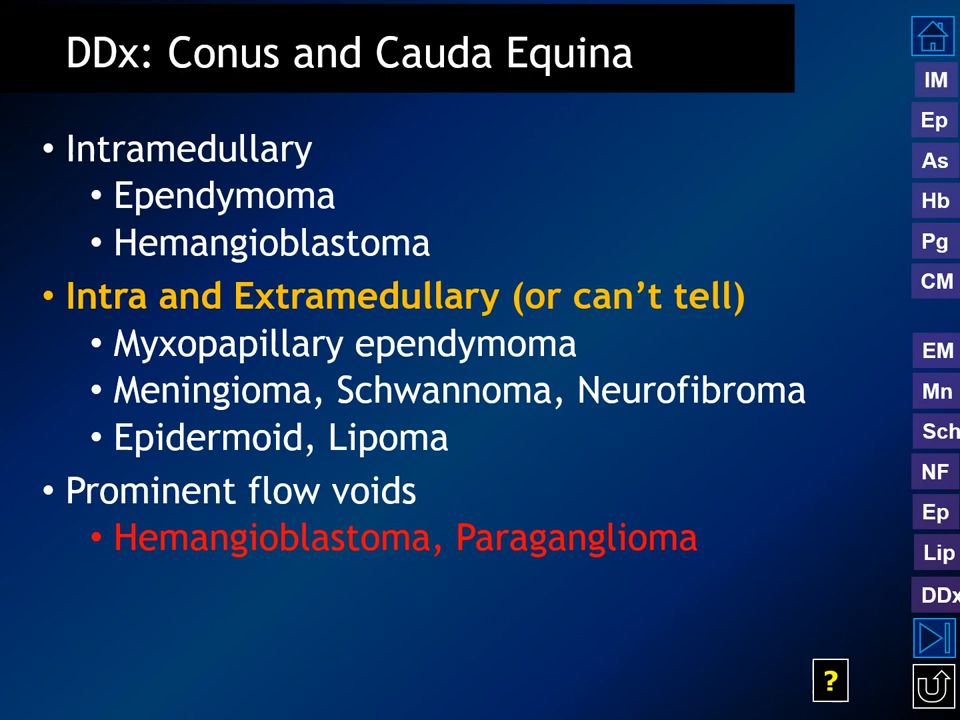 DDx: Conus and Cauda Equina
• Intramedullary
• Ependymoma
• Hemangioblastoma
• Intra and Extramedullary (or can’t tell)
• Myxopapillary ependymoma
• Meningioma, Schwannoma, Neurofibroma
• Epidermoid, Lipoma
• Prominent flow voids
• Hemangioblastoma, Paraganglioma
IM
Ep
As
Hb
Pg
CM
EM
Mn
Sch
NF
Ep
Lip
DDx
?